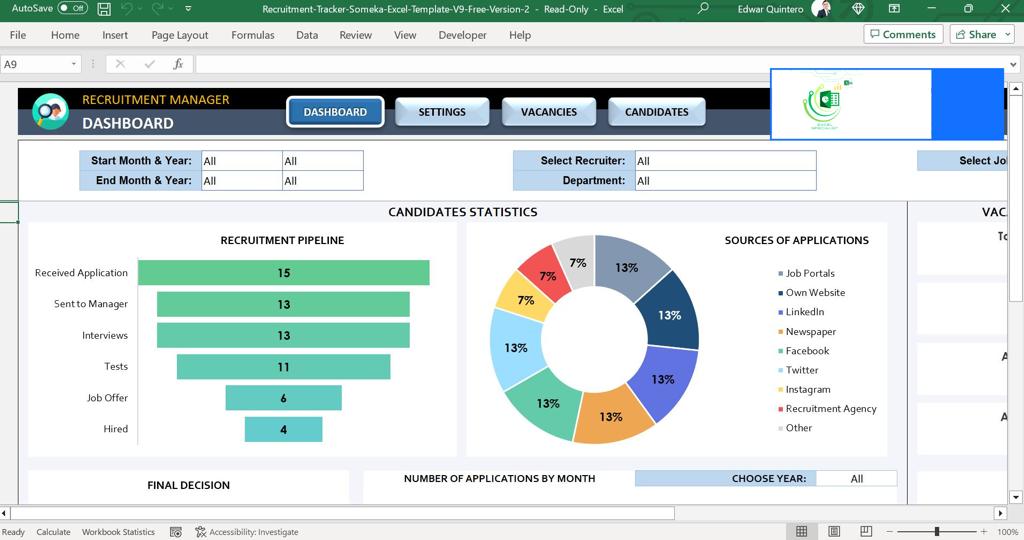 AutoSave Off Recruitment-Tracker-Someka-Excel-Template-V9-Free-Version-2 - Read-Only - Excel Edwar Quintero
File Home Insert Page Layout Formulas Data Review View Developer Help Comments Share
A9 fx
RECRUITMENT MANAGER
DASHBOARD
DASHBOARD SETTINGS VACANCIES CANDIDATES
EXCEL
SPECIALIST
Start Month & Year: All All Select Recruiter: All Select Jo
End Month & Year: All All Department: All
CANDIDATES STATISTICS VAC
RECRUITMENT PIPELINE
Received Application 15
Sent to Manager 13
Interviews 13
Tests 11
Job Offer 6
Hired 4
SOURCES OF APPLICATIONS
13%
13%
13%
13%
13%
13%
7%
7%
7%
Job Portals
Own Website
LinkedIn
Newspaper
Facebook
Twitter
Instagram
Recruitment Agency
Other
To
A
A
FINAL DECISION
NUMBER OF APPLICATIONS BY MONTH CHOOSE YEAR: All
Ready Calculate Workbook Statistics Accessibility: Investigate 100%